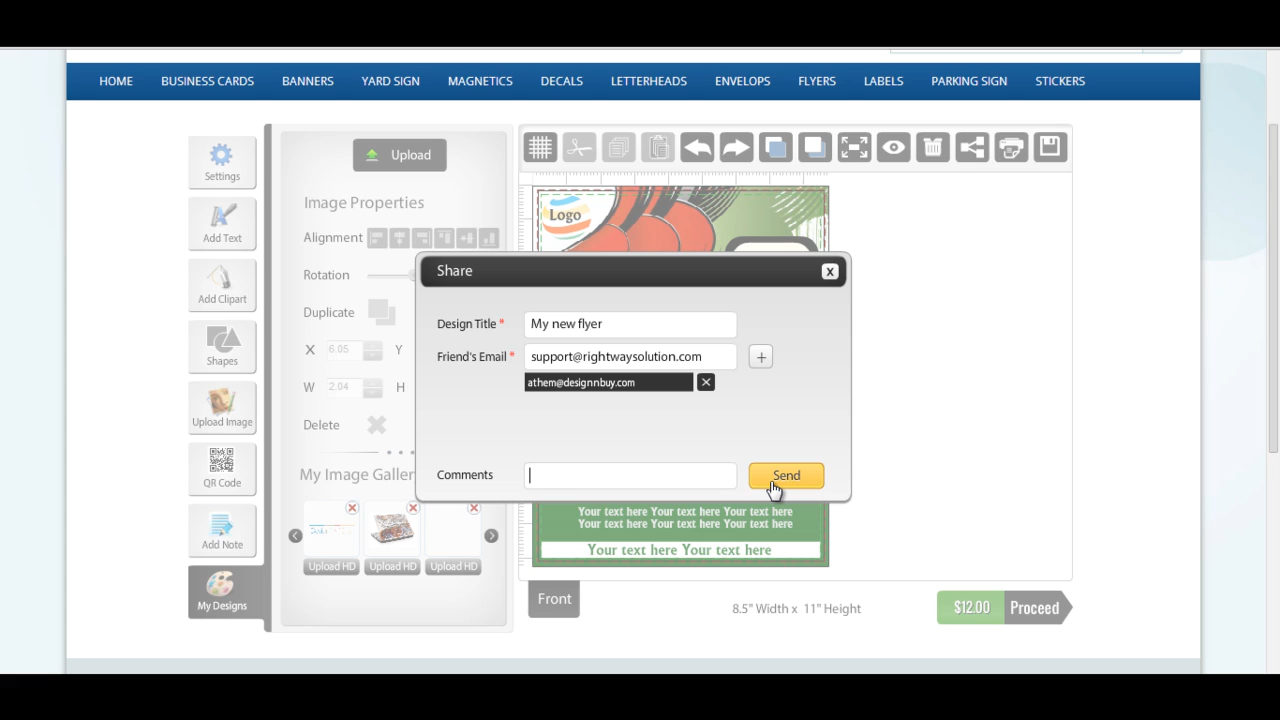 HOME BUSINESS CARDS BANNERS YARD SIGN MAGNETICS DECALS LETTERHEADS ENVELOPS FLYERS LABELS PARKING SIGN STICKERS
Settings
Add Text
Add Clipart
Shapes
Upload Image
QR Code
Add Note
My Designs
Upload
Image Properties
Alignment
Rotation
Duplicate
X 6.05 Y
W 2.04 H
Delete
My Image Galler
Upload HD Upload HD Upload HD
Logo
Share
X
Design Title * My new flyer
Friend's Email * support@rightwaysolution.com +
athem@designnbuy.com
Comments
Send
Your text here Your text here Your text here
Your text here Your text here Your text here
Your text here Your text here
Front
8.5" Width x 11" Height
$12.00 Proceed